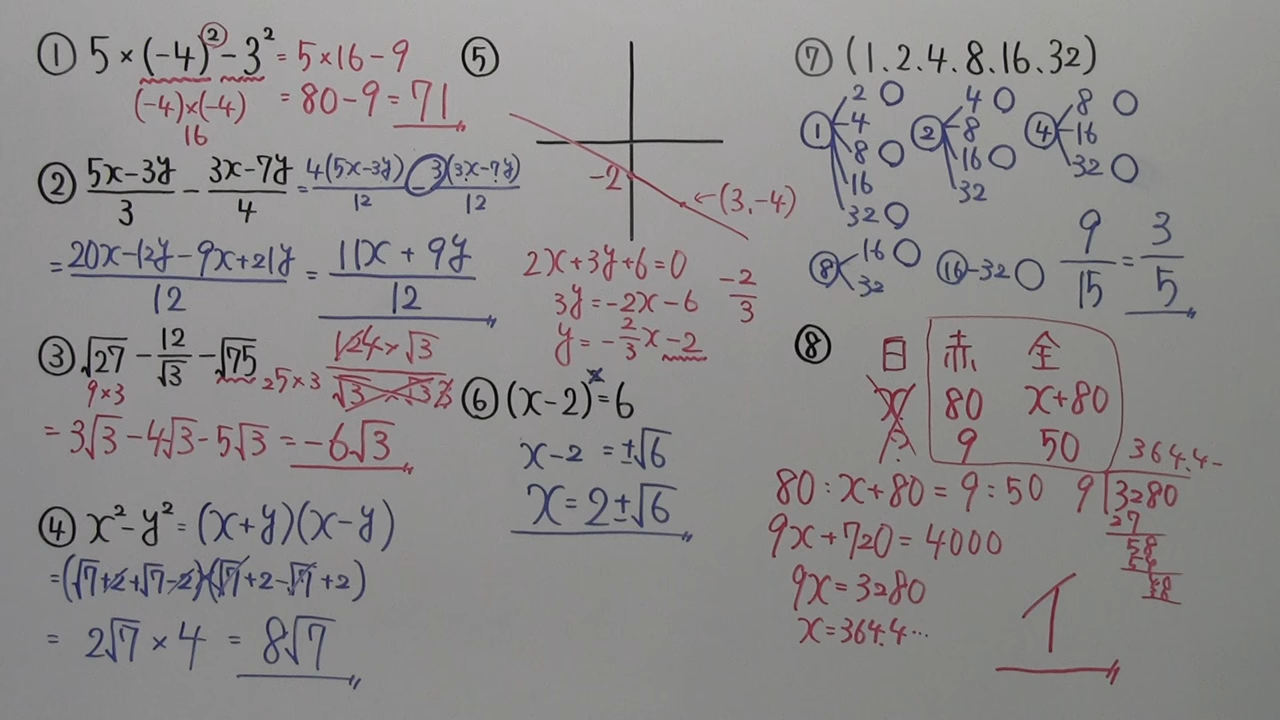 ① 5×(-4)²-3² = 5×16-9
(-4)×(-4)
16
= 80-9 = 71
② (5x-3y)/3 - (3x-7y)/4 = 4(5x-3y)/12 - 3(3x-7y)/12
= (20x-12y-9x+21y)/12 = (11x+9y)/12
③ √27 - 12/√3 - √75
9×3
25×3
= 3√3-4√3-5√3 = -6√3
④ x²-y² = (x+y)(x-y)
= (√7+2+√7-2)(√7+2-√7+2)
= 2√7×4 = 8√7
⑤
-2
←(3.-4)
2x+3y+6=0
3y=-2x-6
y=-2/3x-2
-2/3
⑥ (x-2)²=6
x-2 = ±√6
x=2±√6
⑦ (1.2.4.8.16.32)
① 2○
4
8○
16
32○
② 4○
8
16○
32
④ 8○
16
32○
⑧ 16○
32
⑯-32○
9/15 = 3/5
⑧
白 赤 全
x 80 x+80
9 50
80:x+80=9:50
9x+720=4000
9x=3280
x=364.4…
364.4-
9)3280
27
58
イ